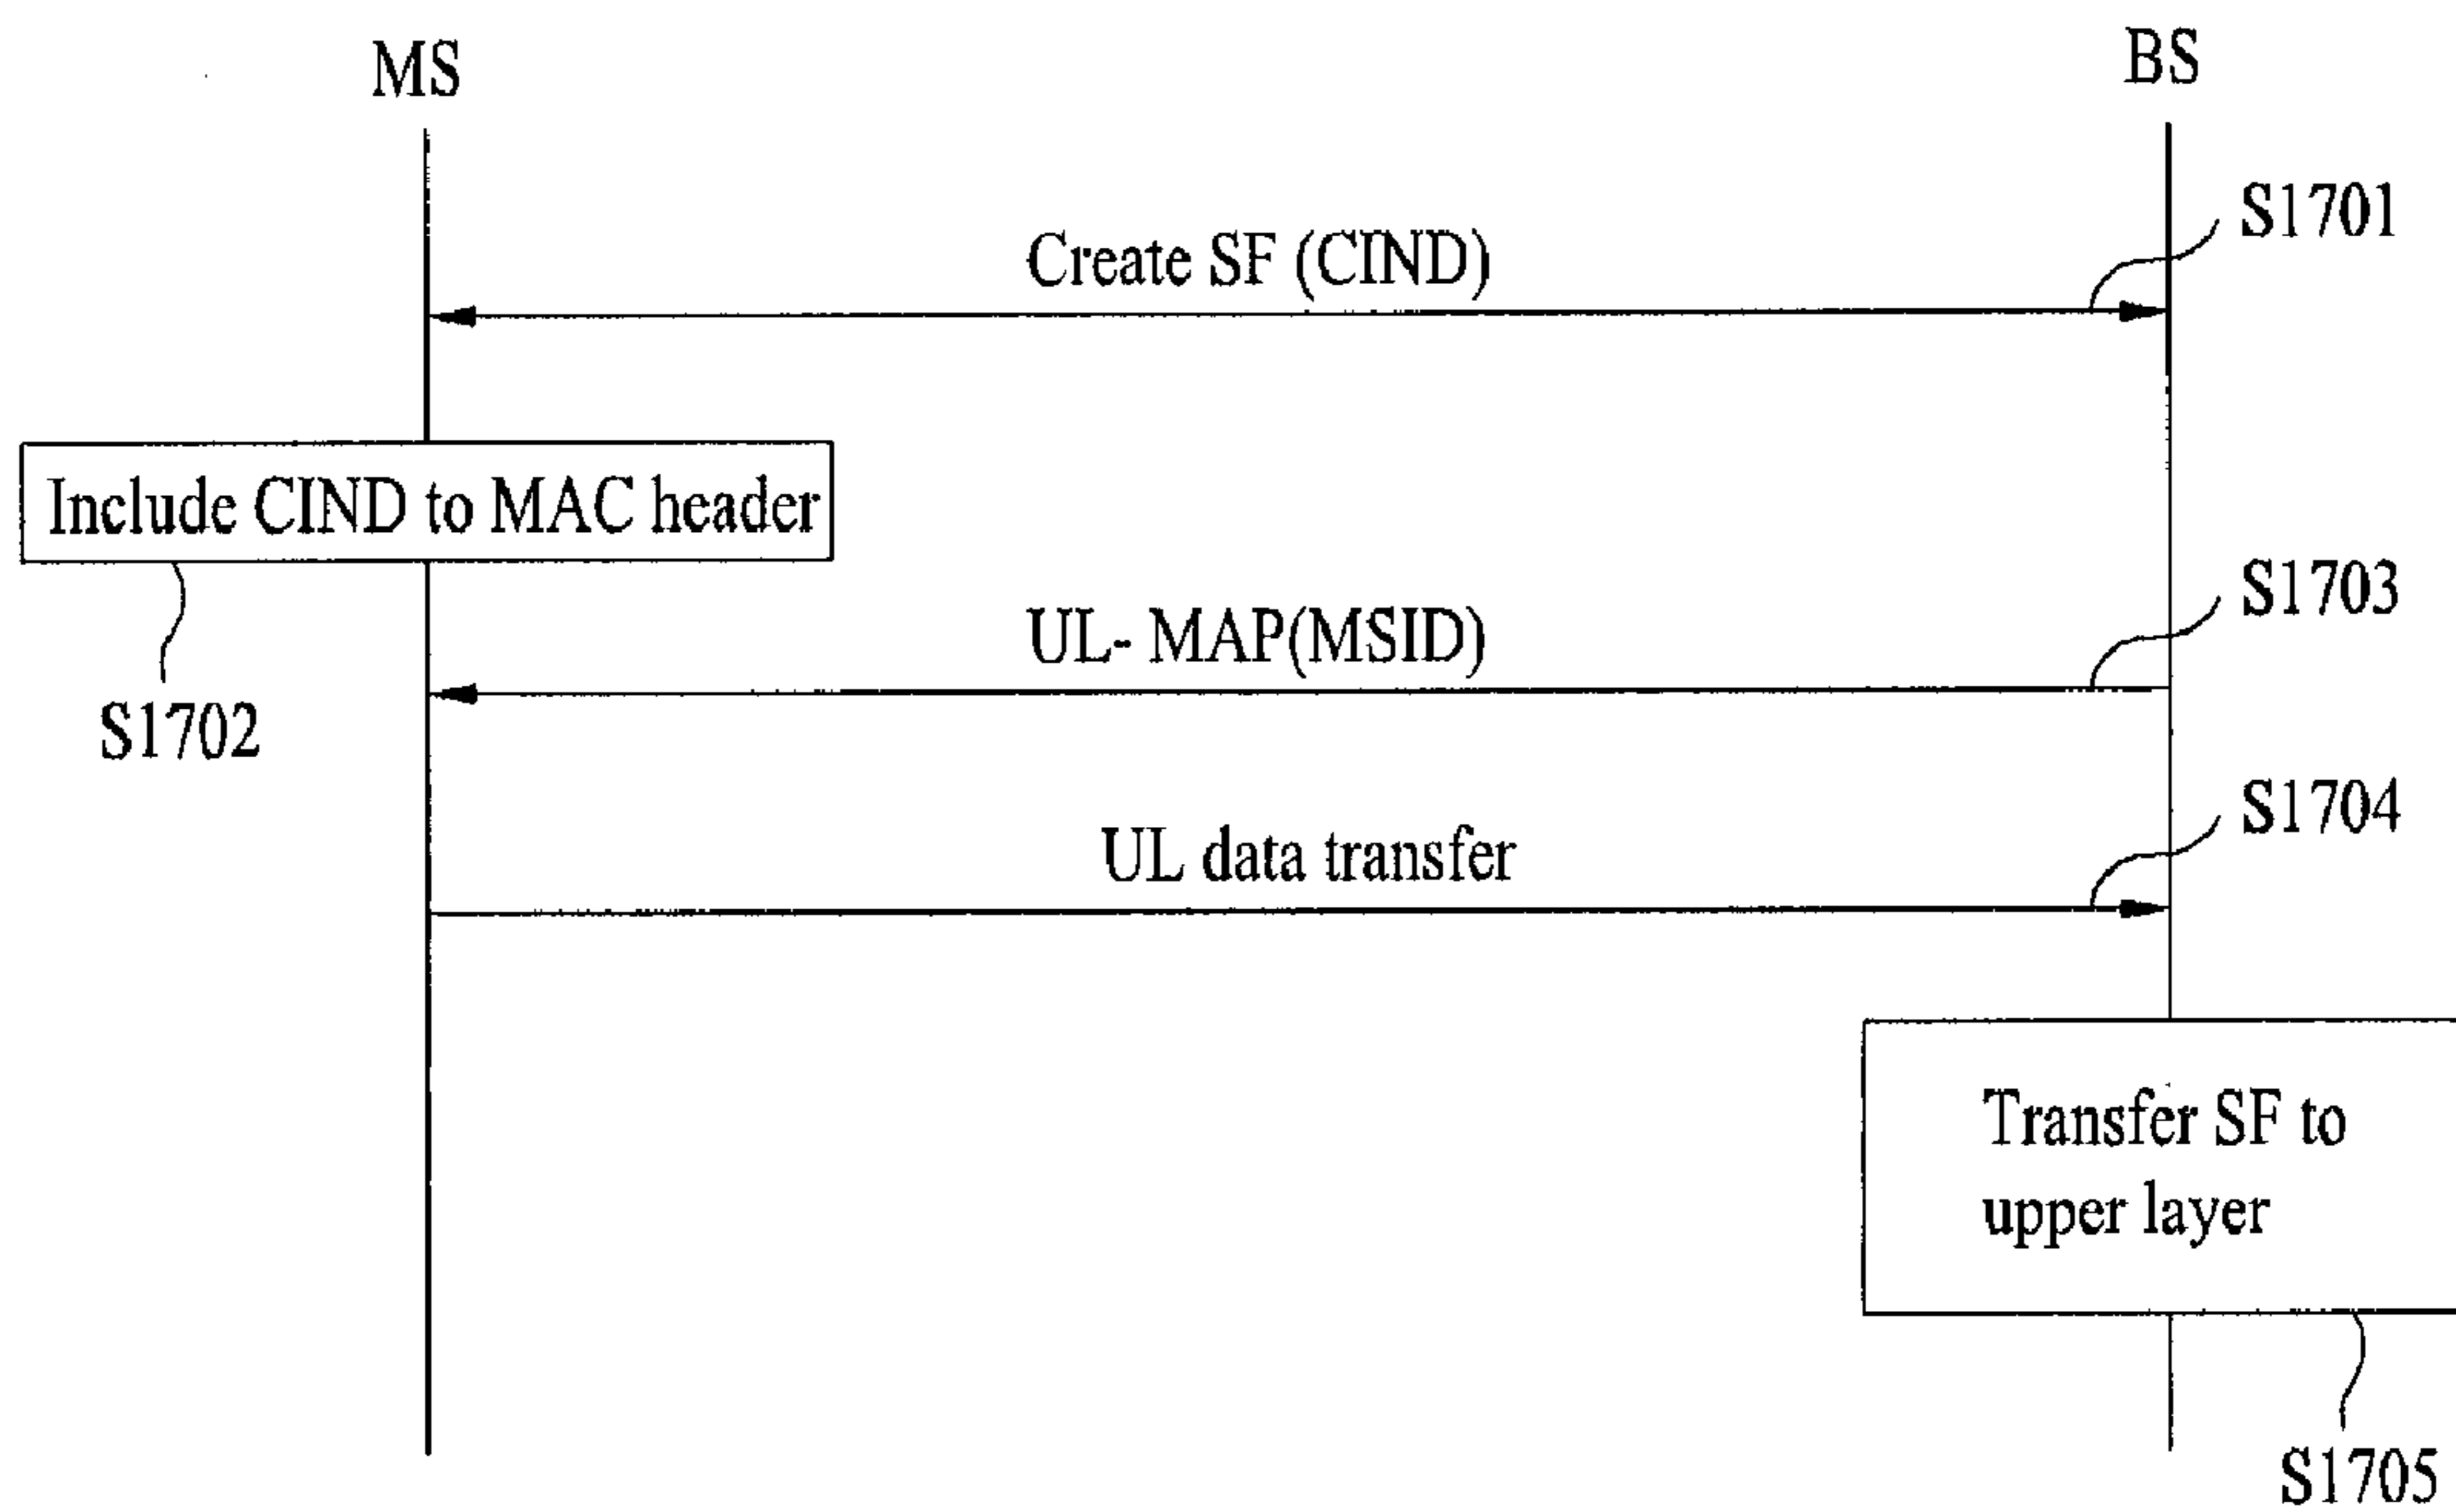 MS
BS
S1701
Create SF (CIND)
Include CIND to MAC header
S1702
S1703
UL- MAP(MSID)
S1704
UL data transfer
Transfer SF to
upper layer
S1705